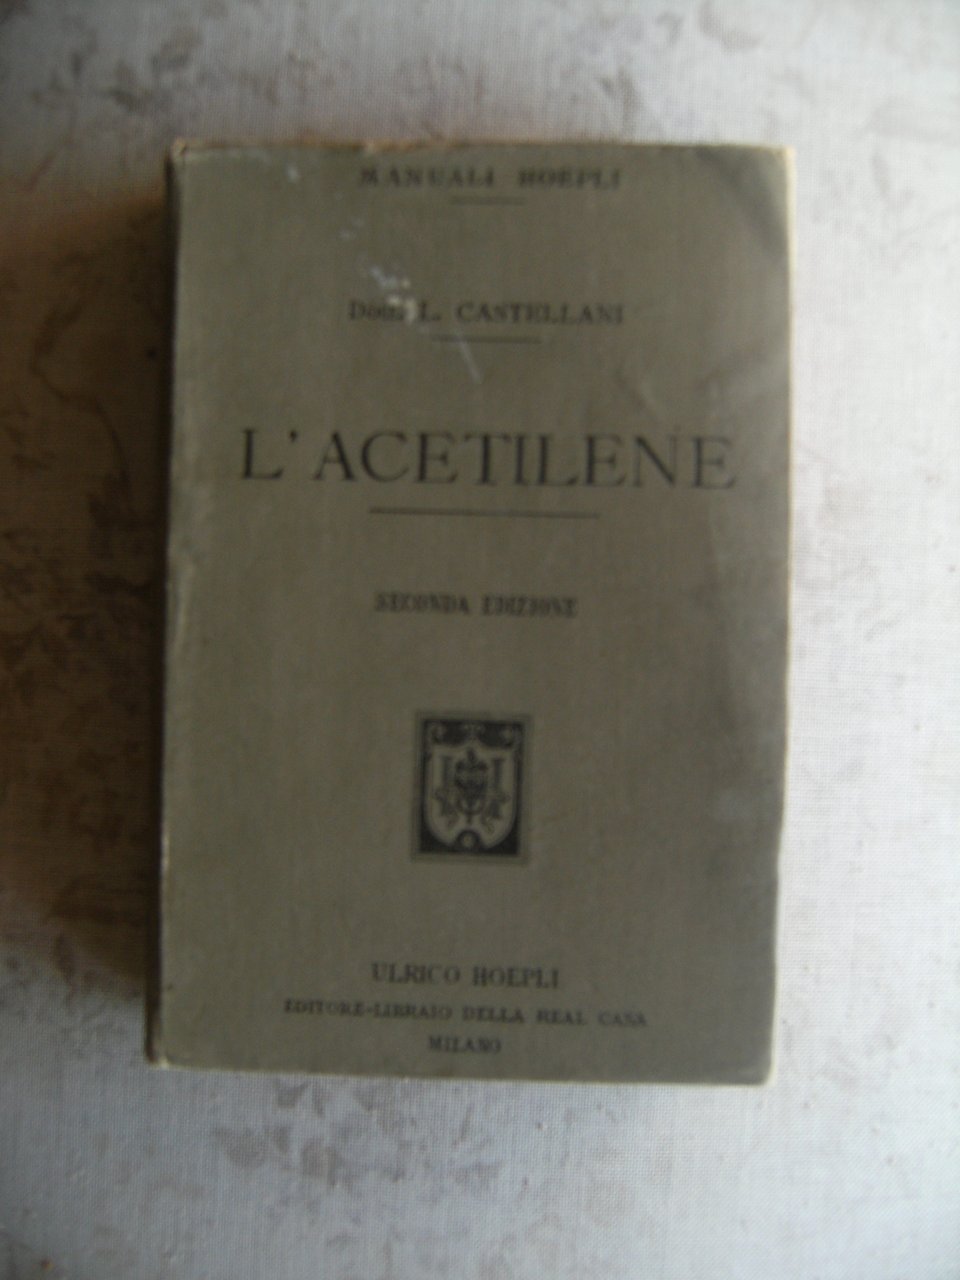 MANUALI HOEPLI
Dott. L. CASTELLANI
L'ACETILENE
SECONDA EDIZIONE
ULRICO HOEPLI
EDITORE-LIBRAIO DELLA REAL CASA
MILANO